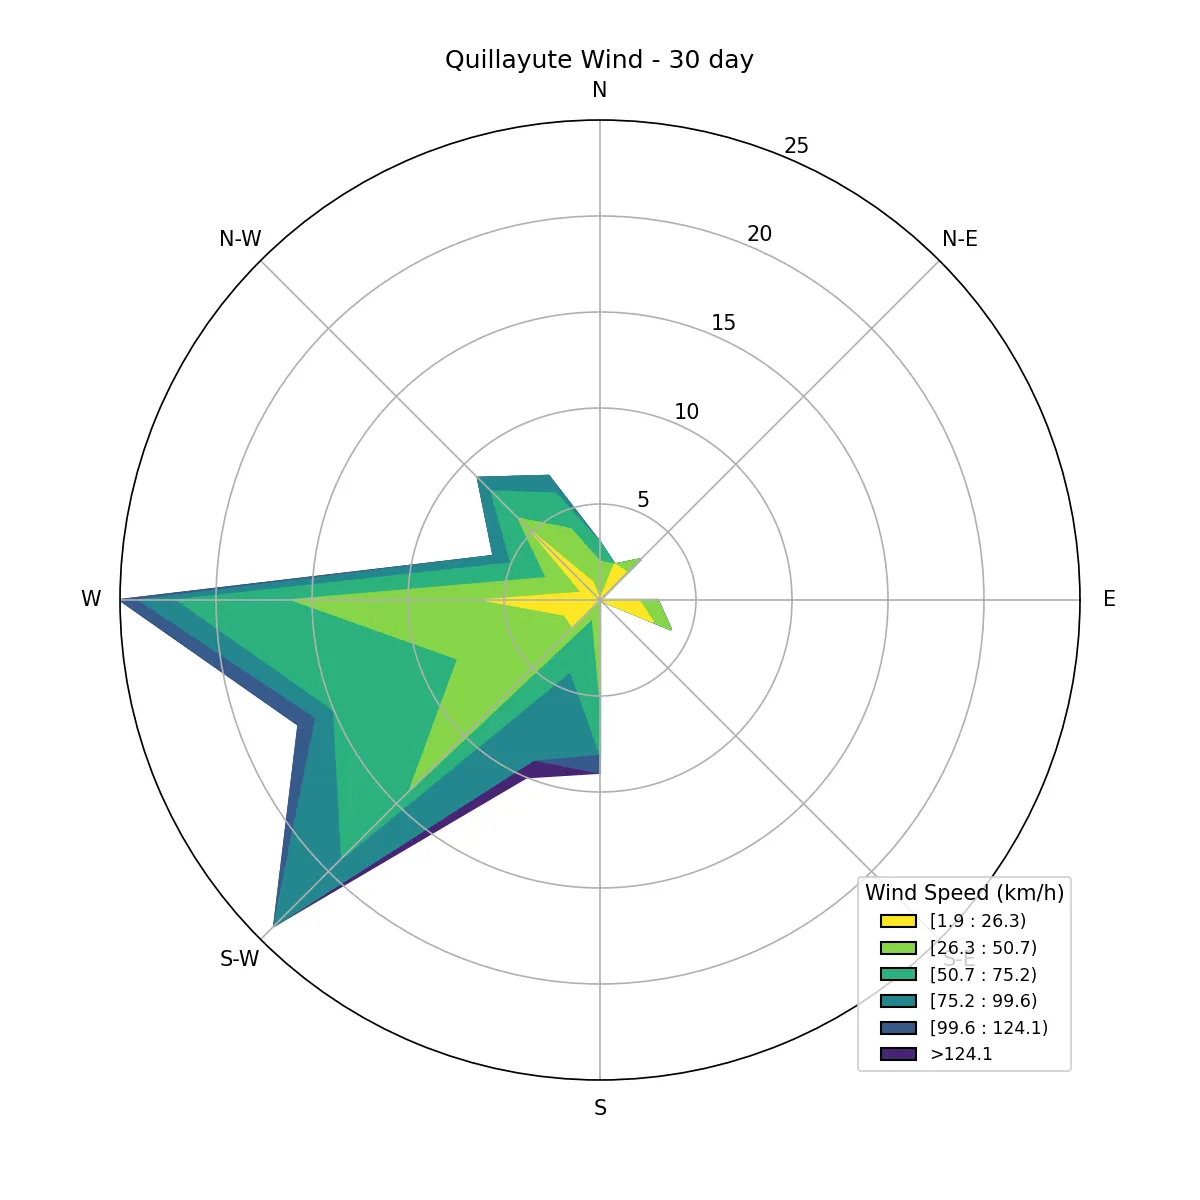 Quillayute Wind - 30 day
N
25
N-W
N-E
20
15
10
5
W
E
Wind Speed (km/h)
[1.9 : 26.3)
[26.3 : 50.7)
S-W
S-E
[50.7 : 75.2)
[75.2 : 99.6)
[99.6 : 124.1)
>124.1
S